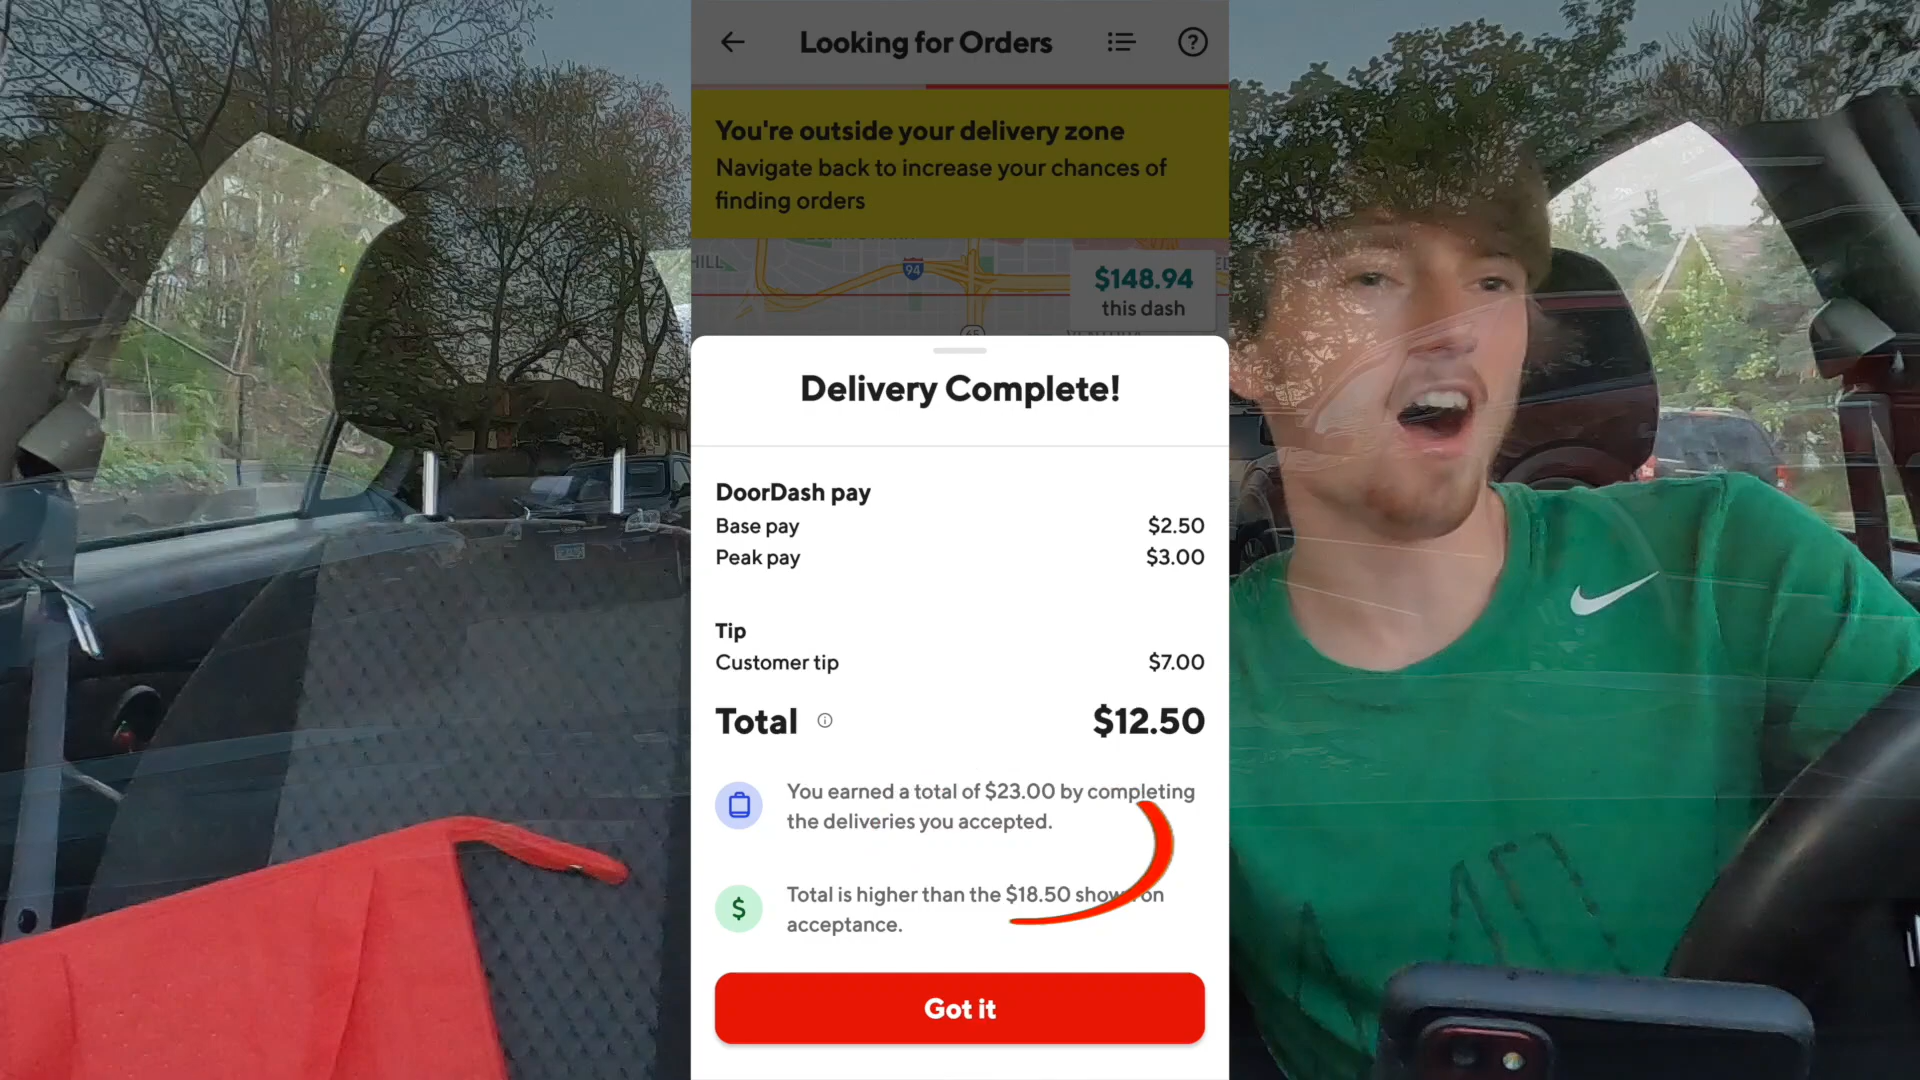 Looking for Orders
You're outside your delivery zone
Navigate back to increase your chances of
finding orders
HILL
94
$148.94
this dash
65
Delivery Complete!
DoorDash pay
Base pay $2.50
Peak pay $3.00
Tip
Customer tip $7.00
Total $12.50
You earned a total of $23.00 by completing
the deliveries you accepted.
$
Total is higher than the $18.50 shown on
acceptance.
Got it